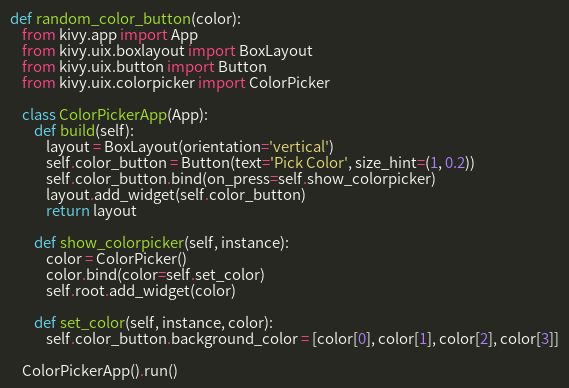 def random_color_button(color):
    from kivy.app import App
    from kivy.uix.boxlayout import BoxLayout
    from kivy.uix.button import Button
    from kivy.uix.colorpicker import ColorPicker

    class ColorPickerApp(App):
        def build(self):
            layout = BoxLayout(orientation='vertical')
            self.color_button = Button(text='Pick Color', size_hint=(1, 0.2))
            self.color_button.bind(on_press=self.show_colorpicker)
            layout.add_widget(self.color_button)
            return layout

        def show_colorpicker(self, instance):
            color = ColorPicker()
            color.bind(color=self.set_color)
            self.root.add_widget(color)

        def set_color(self, instance, color):
            self.color_button.background_color = [color[0], color[1], color[2], color[3]]

    ColorPickerApp().run()